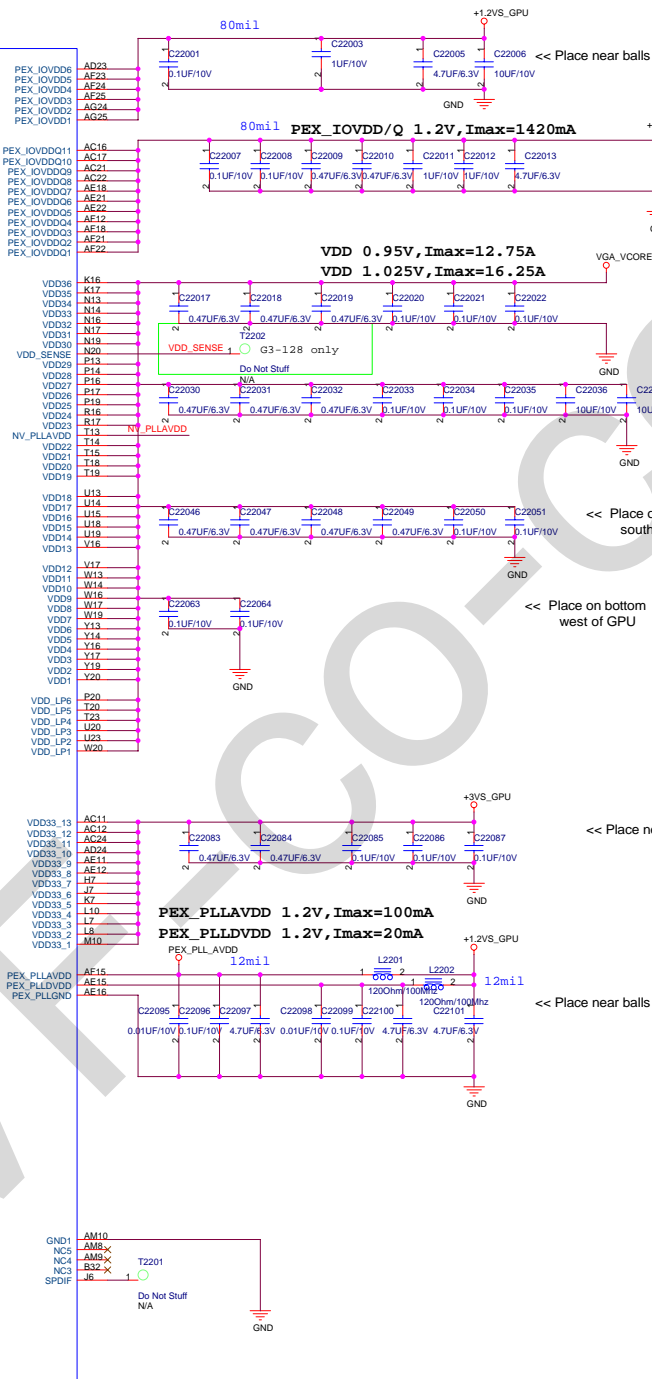 80mil
+1.2VS_GPU
C22001 C22003 C22005 C22006
0.1UF/10V 1UF/10V 4.7UF/6.3V 10UF/10V
<< Place near balls
GND
PEX_IOVDD6 AD23
PEX_IOVDD5 AF23
PEX_IOVDD4 AF24
PEX_IOVDD3 AF25
PEX_IOVDD2 AG24
PEX_IOVDD1 AG25
80mil PEX_IOVDD/Q 1.2V,Imax=1420mA
PEX_IOVDDQ11 AC16
PEX_IOVDDQ10 AC17
PEX_IOVDDQ9 AC21
PEX_IOVDDQ8 AC22
PEX_IOVDDQ7 AE18
PEX_IOVDDQ6 AE21
PEX_IOVDDQ5 AE22
PEX_IOVDDQ4 AF12
PEX_IOVDDQ3 AF18
PEX_IOVDDQ2 AF21
PEX_IOVDDQ1 AF22
C22007 C22008 C22009 C22010 C22011 C22012 C22013
0.1UF/10V 0.1UF/10V 0.47UF/6.3V 0.47UF/6.3V 1UF/10V 1UF/10V 4.7UF/6.3V
VDD 0.95V,Imax=12.75A
VDD 1.025V,Imax=16.25A
VGA_VCORE
VDD36 K16
VDD35 K17
VDD34 N13
VDD33 N14
VDD32 N16
VDD31 N17
VDD30 N19
VDD_SENSE N20
VDD29 P13
VDD28 P14
VDD27 P16
VDD26 P17
VDD25 P19
VDD24 R16
VDD23 R17
NV_PLLAVDD T13 NV_PLLAVDD
VDD22 T14
VDD21 T15
VDD20 T18
VDD19 T19
C22017 C22018 C22019 C22020 C22021 C22022
0.47UF/6.3V 0.47UF/6.3V 0.47UF/6.3V 0.1UF/10V 0.1UF/10V 0.1UF/10V
T2202
VDD_SENSE 1 G3-128 only
Do Not Stuff
N/A
GND
C22030 C22031 C22032 C22033 C22034 C22035 C22036
0.47UF/6.3V 0.47UF/6.3V 0.47UF/6.3V 0.1UF/10V 0.1UF/10V 0.1UF/10V 10UF/10V
GND
VDD18 U13
VDD17 U14
VDD16 U15
VDD15 U18
VDD14 U19
VDD13 V16
C22046 C22047 C22048 C22049 C22050 C22051
0.47UF/6.3V 0.47UF/6.3V 0.47UF/6.3V 0.47UF/6.3V 0.1UF/10V 0.1UF/10V
<< Place
south
GND
VDD12 V17
VDD11 W13
VDD10 W14
VDD9 W16
VDD8 W17
VDD7 W19
VDD6 Y13
VDD5 Y14
VDD4 Y16
VDD3 Y17
VDD2 Y19
VDD1 Y20
C22063 C22064
0.1UF/10V 0.1UF/10V
GND
<< Place on bottom
west of GPU
VDD_LP6 P20
VDD_LP5 T20
VDD_LP4 T23
VDD_LP3 U20
VDD_LP2 U23
VDD_LP1 W20
+3VS_GPU
VDD33_13 AC11
VDD33_12 AC12
VDD33_11 AC24
VDD33_10 AD24
VDD33_9 AE11
VDD33_8 AE12
VDD33_7 H7
VDD33_6 J7
VDD33_5 K7
VDD33_4 L10
VDD33_3 L7
VDD33_2 L8
VDD33_1 M10
C22083 C22084 C22085 C22086 C22087
0.47UF/6.3V 0.47UF/6.3V 0.1UF/10V 0.1UF/10V 0.1UF/10V
<< Place
GND
PEX_PLLAVDD 1.2V,Imax=100mA
PEX_PLLDVDD 1.2V,Imax=20mA
PEX_PLL_AVDD
+1.2VS_GPU
12mil
L2201
L2202
12mil
120Ohm/100Mhz
120Ohm/100Mhz
PEX_PLLAVDD AF15
PEX_PLLDVDD AE15
PEX_PLLGND AE16
<< Place near balls
C22095 C22096 C22097 C22098 C22099 C22100 C22101
0.01UF/10V 0.1UF/10V 4.7UF/6.3V 0.01UF/10V 0.1UF/10V 4.7UF/6.3V 4.7UF/6.3V
GND
GND1 AM10
NC5 AM8
NC4 AM9
NC3 B32
SPDIF J6 1
T2201
Do Not Stuff
N/A
GND